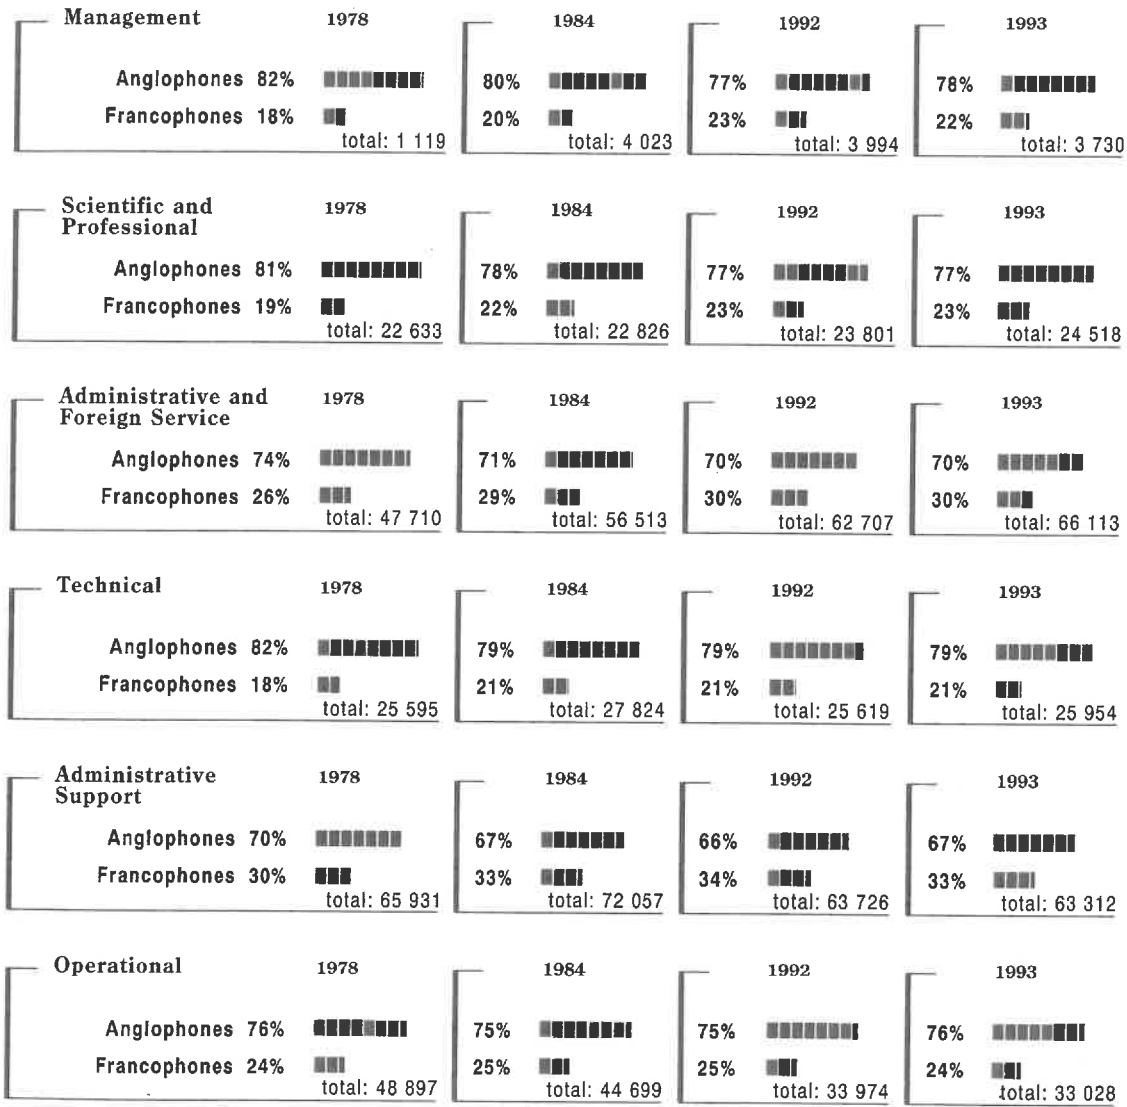 Management 1978 1984 1992 1993
Anglophones 82% 80% 77% 78%
Francophones 18% 20% 23% 22%
total: 1 119 total: 4 023 total: 3 994 total: 3 730
Scientific and
Professional 1978 1984 1992 1993
Anglophones 81% 78% 77% 77%
Francophones 19% 22% 23% 23%
total: 22 633 total: 22 826 total: 23 801 total: 24 518
Administrative and
Foreign Service 1978 1984 1992 1993
Anglophones 74% 71% 70% 70%
Francophones 26% 29% 30% 30%
total: 47 710 total: 56 513 total: 62 707 total: 66 113
Technical 1978 1984 1992 1993
Anglophones 82% 79% 79% 79%
Francophones 18% 21% 21% 21%
total: 25 595 total: 27 824 total: 25 619 total: 25 954
Administrative
Support 1978 1984 1992 1993
Anglophones 70% 67% 66% 67%
Francophones 30% 33% 34% 33%
total: 65 931 total: 72 057 total: 63 726 total: 63 312
Operational 1978 1984 1992 1993
Anglophones 76% 75% 75% 76%
Francophones 24% 25% 25% 24%
total: 48 897 total: 44 699 total: 33 974 total: 33 028